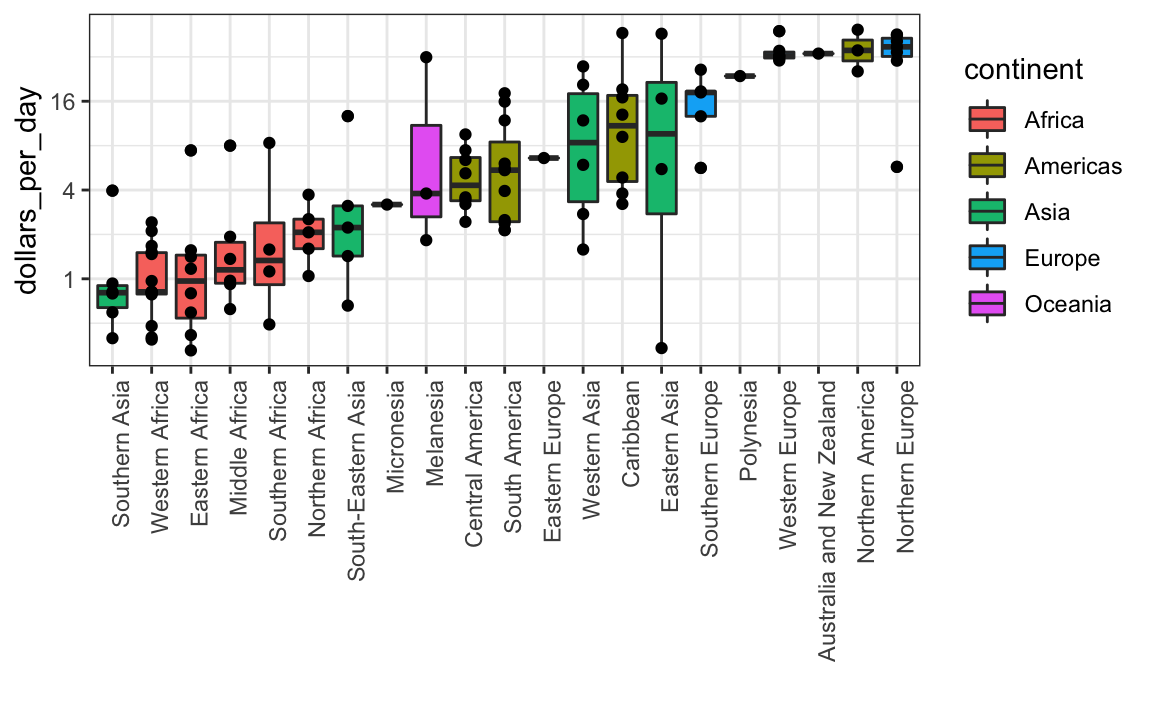 dollars_per_day
16
4
1
Southern Asia
Western Africa
Eastern Africa
Middle Africa
Southern Africa
Northern Africa
South-Eastern Asia
Micronesia
Melanesia
Central America
South America
Eastern Europe
Western Asia
Caribbean
Eastern Asia
Southern Europe
Polynesia
Western Europe
Australia and New Zealand
Northern America
Northern Europe
continent
Africa
Americas
Asia
Europe
Oceania